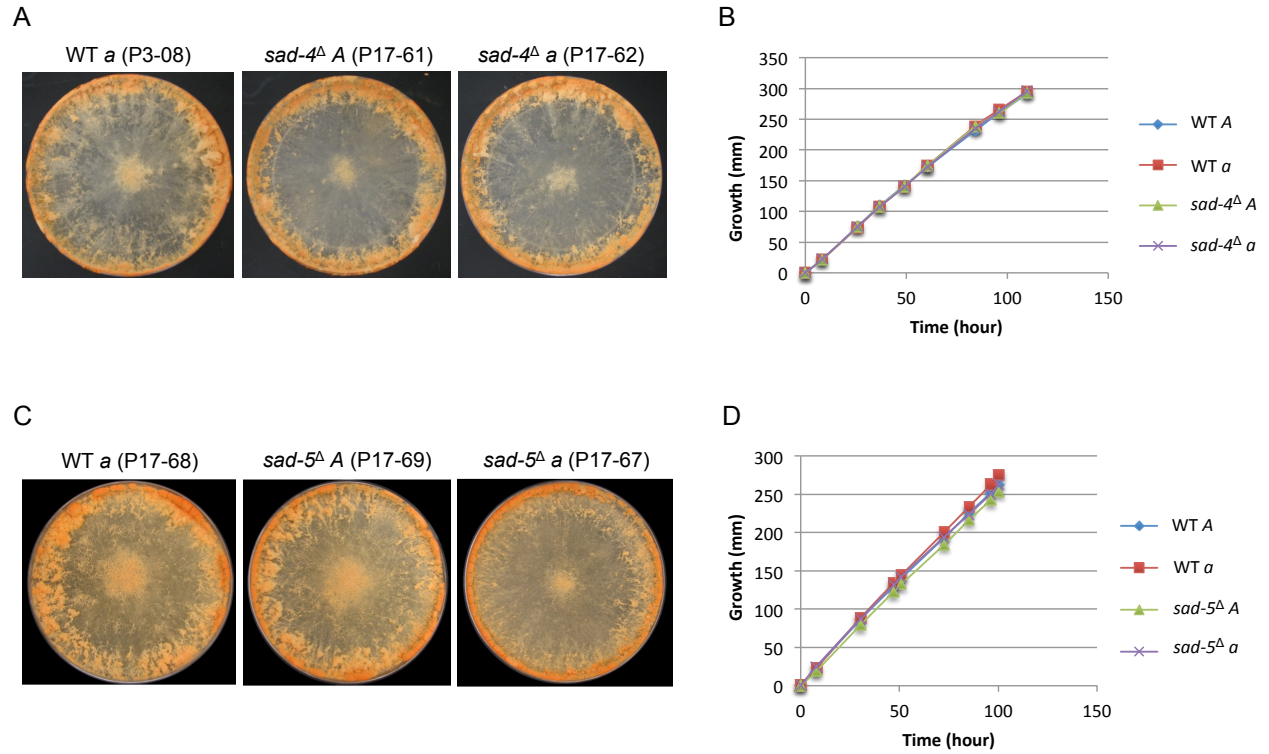 A
WT a (P3-08)
sad-4Δ A (P17-61)
sad-4Δ a (P17-62)
B
350
300
250
200
150
100
50
0
Growth (mm)
0 50 100 150
Time (hour)
WT A
WT a
sad-4Δ A
sad-4Δ a
C
WT a (P17-68)
sad-5Δ A (P17-69)
sad-5Δ a (P17-67)
D
300
250
200
150
100
50
0
Growth (mm)
0 50 100 150
Time (hour)
WT A
WT a
sad-5Δ A
sad-5Δ a